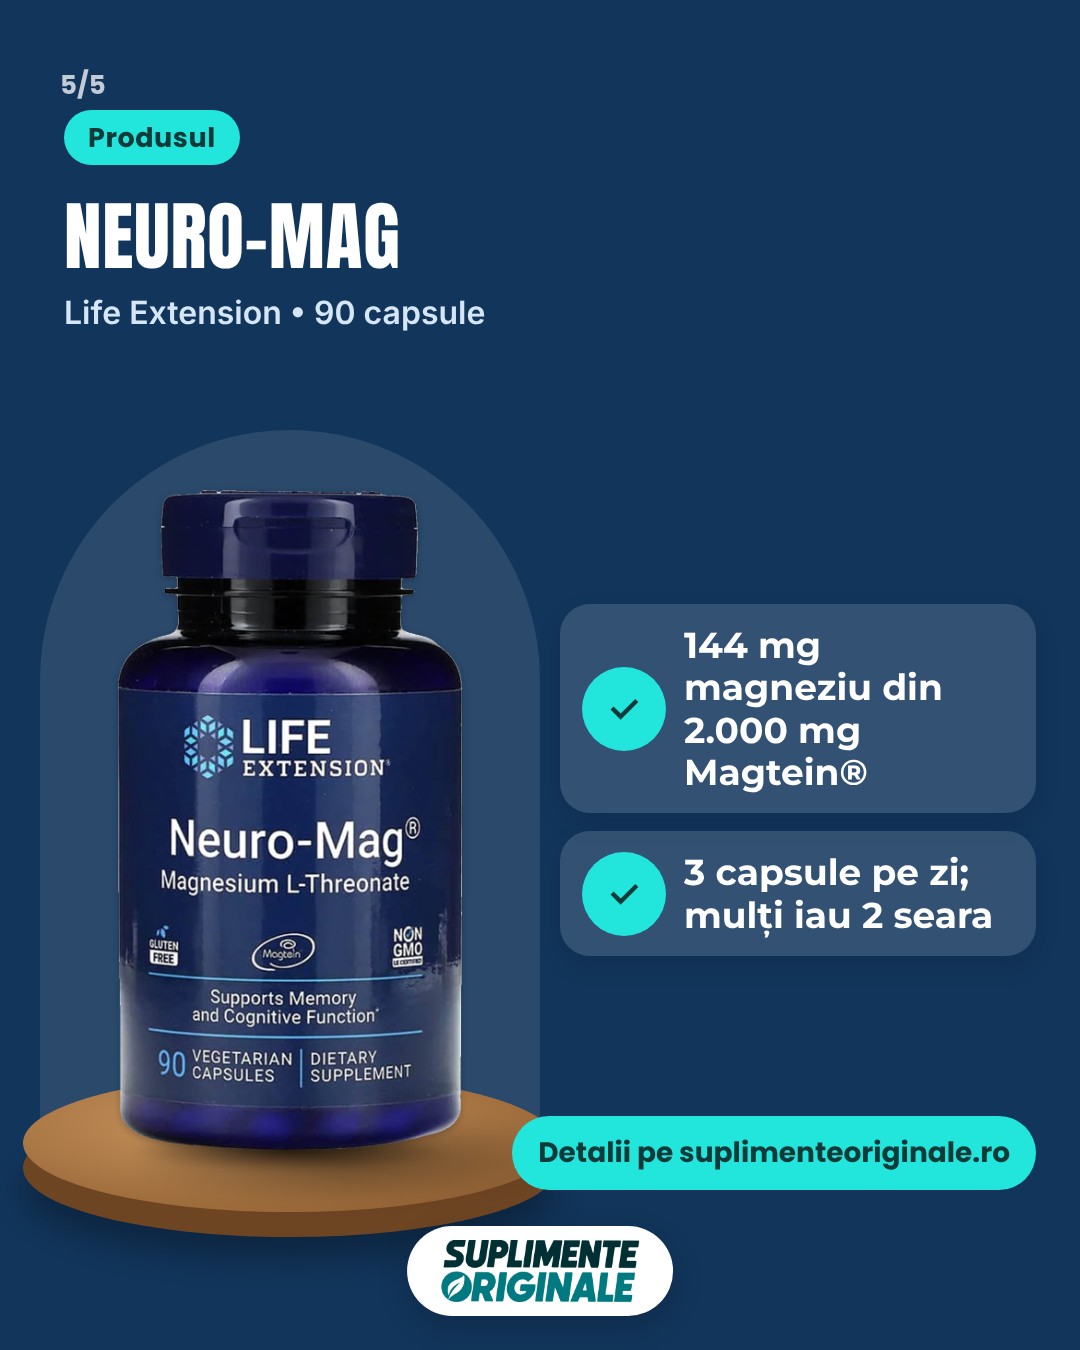 5/5
Produsul
NEURO-MAG
Life Extension • 90 capsule
LIFE
EXTENSION®
Neuro-Mag®
Magnesium L-Threonate
GLUTEN
FREE
Magtein®
NON
GMO
LE CERTIFIED
Supports Memory
and Cognitive Function*
90 VEGETARIAN CAPSULES | DIETARY SUPPLEMENT
144 mg
magneziu din
2.000 mg
Magtein®
3 capsule pe zi;
mulți iau 2 seara
Detalii pe suplimenteoriginale.ro
SUPLIMENTE
ORIGINALE